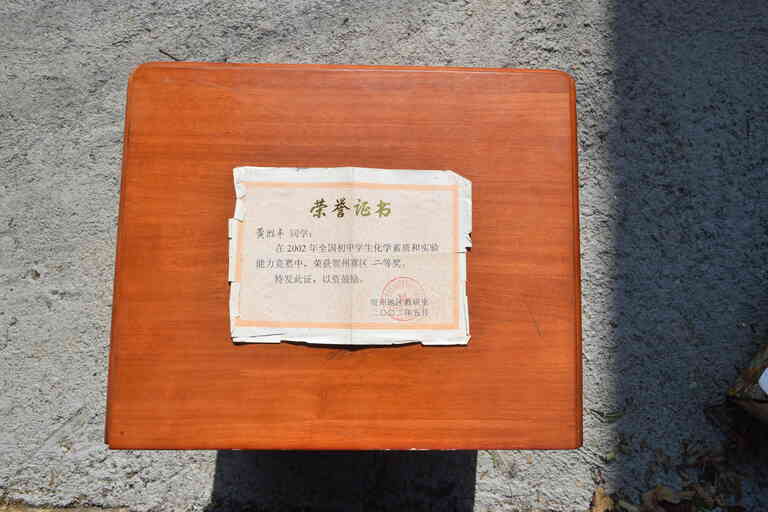 荣誉证书
黄烈丰 同学:
在 2002 年全国初中学生化学素质和实验
能力竞赛中,荣获贺州赛区 二等奖。
特发此证,以资鼓励。
贺州地区教研室
二〇〇二年五月